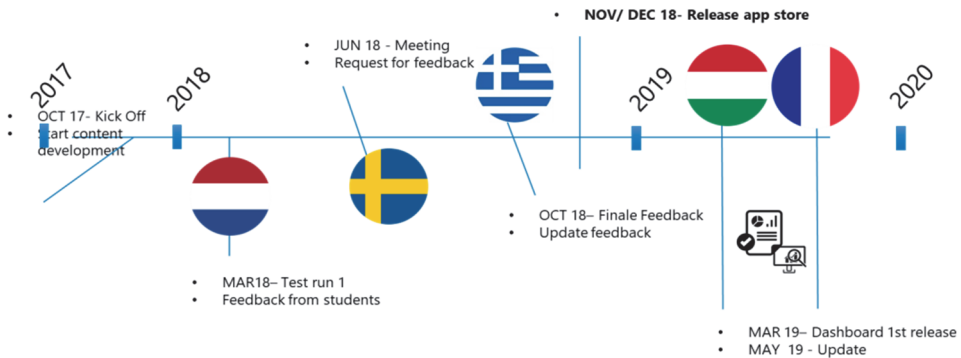 • NOV/ DEC 18- Release app store
• JUN 18 - Meeting
• Request for feedback
2017
2018
2019
2020
• OCT 17- Kick Off
• Start content
development
• OCT 18– Finale Feedback
• Update feedback
• MAR18– Test run 1
• Feedback from students
• MAR 19– Dashboard 1st release
• MAY 19 - Update